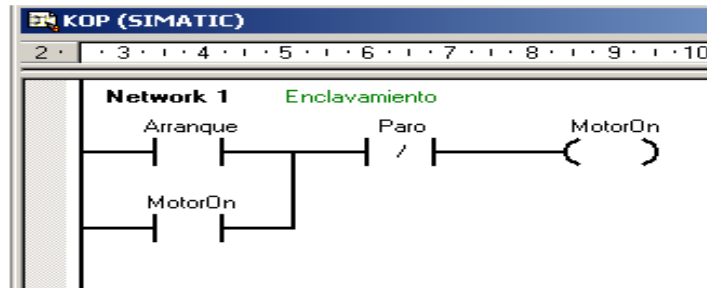 KOP (SIMATIC)
2 · · 3 · ı · 4 · ı · 5 · ı · 6 · ı · 7 · ı · 8 · ı · 9 · ı · 10
Network 1 Enclavamiento
Arranque Paro MotorOn
/
MotorOn